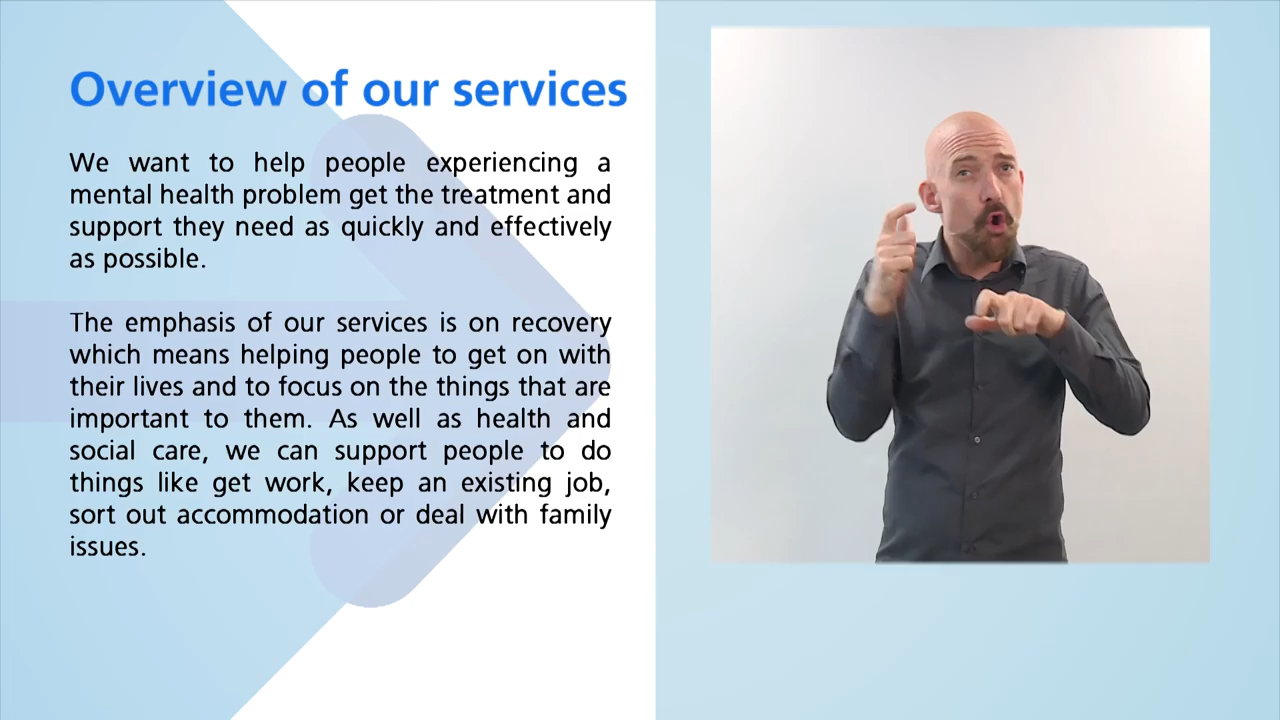 Overview of our services
We want to help people experiencing a
mental health problem get the treatment and
support they need as quickly and effectively
as possible.
The emphasis of our services is on recovery
which means helping people to get on with
their lives and to focus on the things that are
important to them. As well as health and
social care, we can support people to do
things like get work, keep an existing job,
sort out accommodation or deal with family
issues.